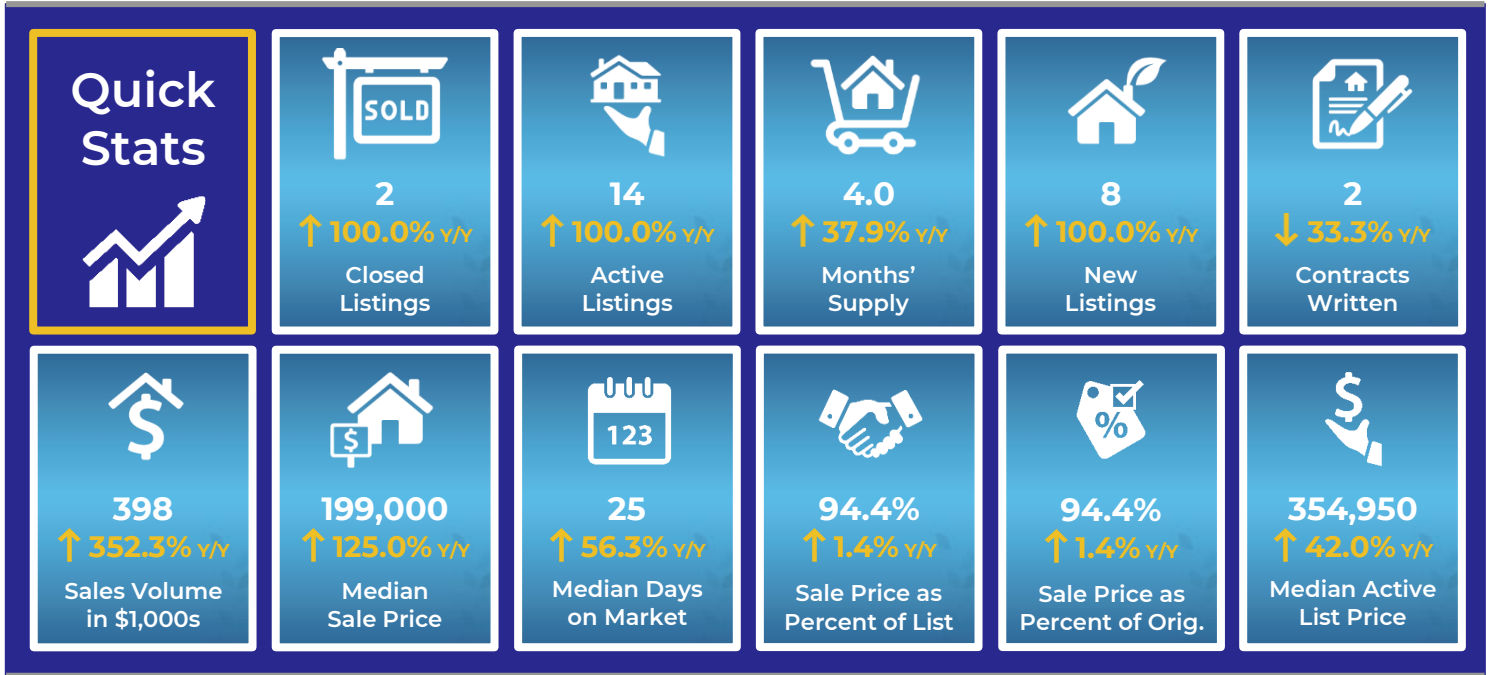 Quick
Stats
SOLD
2
↑ 100.0% Y/Y
Closed
Listings
14
↑ 100.0% Y/Y
Active
Listings
4.0
↑ 37.9% Y/Y
Months’
Supply
8
↑ 100.0% Y/Y
New
Listings
2
↓ 33.3% Y/Y
Contracts
Written
$
398
↑ 352.3% Y/Y
Sales Volume
in $1,000s
$
199,000
↑ 125.0% Y/Y
Median
Sale Price
123
25
↑ 56.3% Y/Y
Median Days
on Market
94.4%
↑ 1.4% Y/Y
Sale Price as
Percent of List
%
94.4%
↑ 1.4% Y/Y
Sale Price as
Percent of Orig.
$
354,950
↑ 42.0% Y/Y
Median Active
List Price